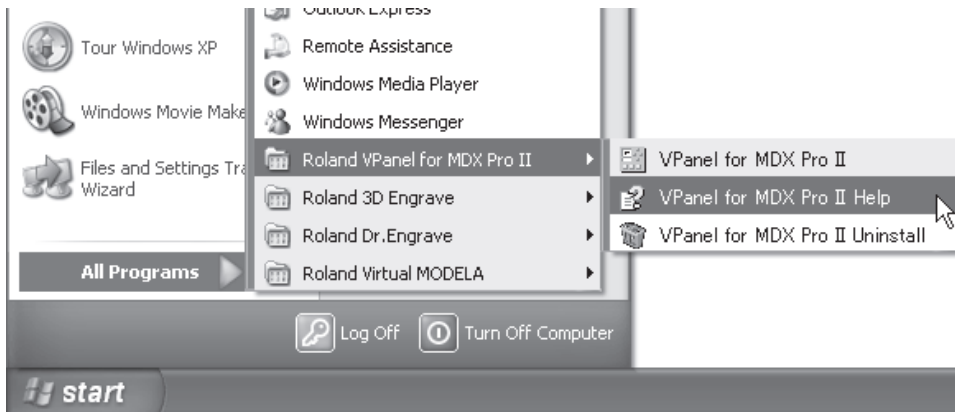 Outlook Express
Tour Windows XP
Remote Assistance
Windows Media Player
Windows Movie Make
Windows Messenger
Files and Settings Tra
Wizard
Roland VPanel for MDX Pro II
VPanel for MDX Pro II
Roland 3D Engrave
VPanel for MDX Pro II Help
Roland Dr.Engrave
VPanel for MDX Pro II Uninstall
All Programs
Roland Virtual MODELA
Log Off
Turn Off Computer
start